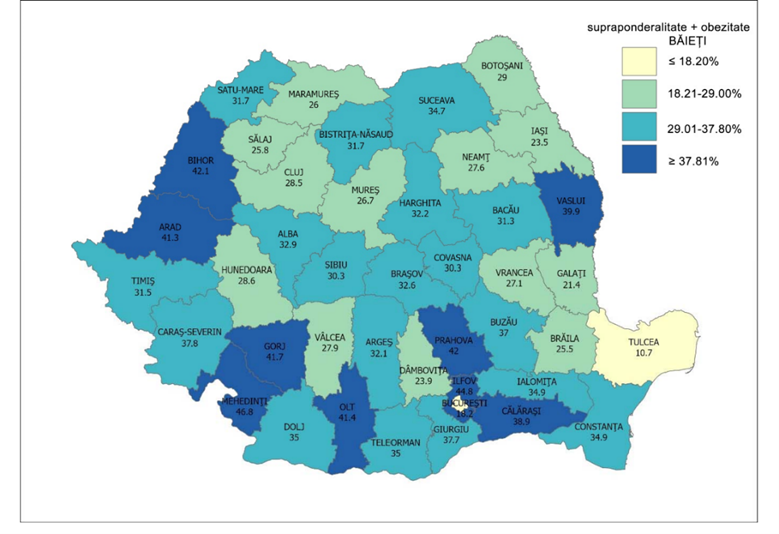 supraponderalitate + obezitate
BĂIEȚI
≤ 18.20%
18.21-29.00%
29.01-37.80%
≥ 37.81%
BOTOȘANI
29
SATU-MARE
31.7
MARAMUREȘ
26
SUCEAVA
34.7
IAȘI
23.5
SĂLAJ
25.8
BISTRIȚA-NĂSAUD
31.7
NEAMȚ
27.6
BIHOR
42.1
CLUJ
28.5
MUREȘ
26.7
HARGHITA
32.2
BACĂU
31.3
VASLUI
39.9
ARAD
41.3
ALBA
32.9
HUNEDOARA
28.6
SIBIU
30.3
BRAȘOV
32.6
COVASNA
30.3
VRANCEA
27.1
GALAȚI
21.4
TIMIȘ
31.5
CARAȘ-SEVERIN
37.8
GORJ
41.7
VÂLCEA
27.9
ARGEȘ
32.1
PRAHOVA
42
BUZĂU
37
BRĂILA
25.5
TULCEA
10.7
DÂMBOVIȚA
23.9
ILFOV
44.8
IALOMIȚA
34.9
MEHEDINȚI
46.8
OLT
41.4
BUCUREȘTI
18.2
CĂLĂRAȘI
38.9
DOLJ
35
TELEORMAN
35
GIURGIU
37.7
CONSTANȚA
34.9